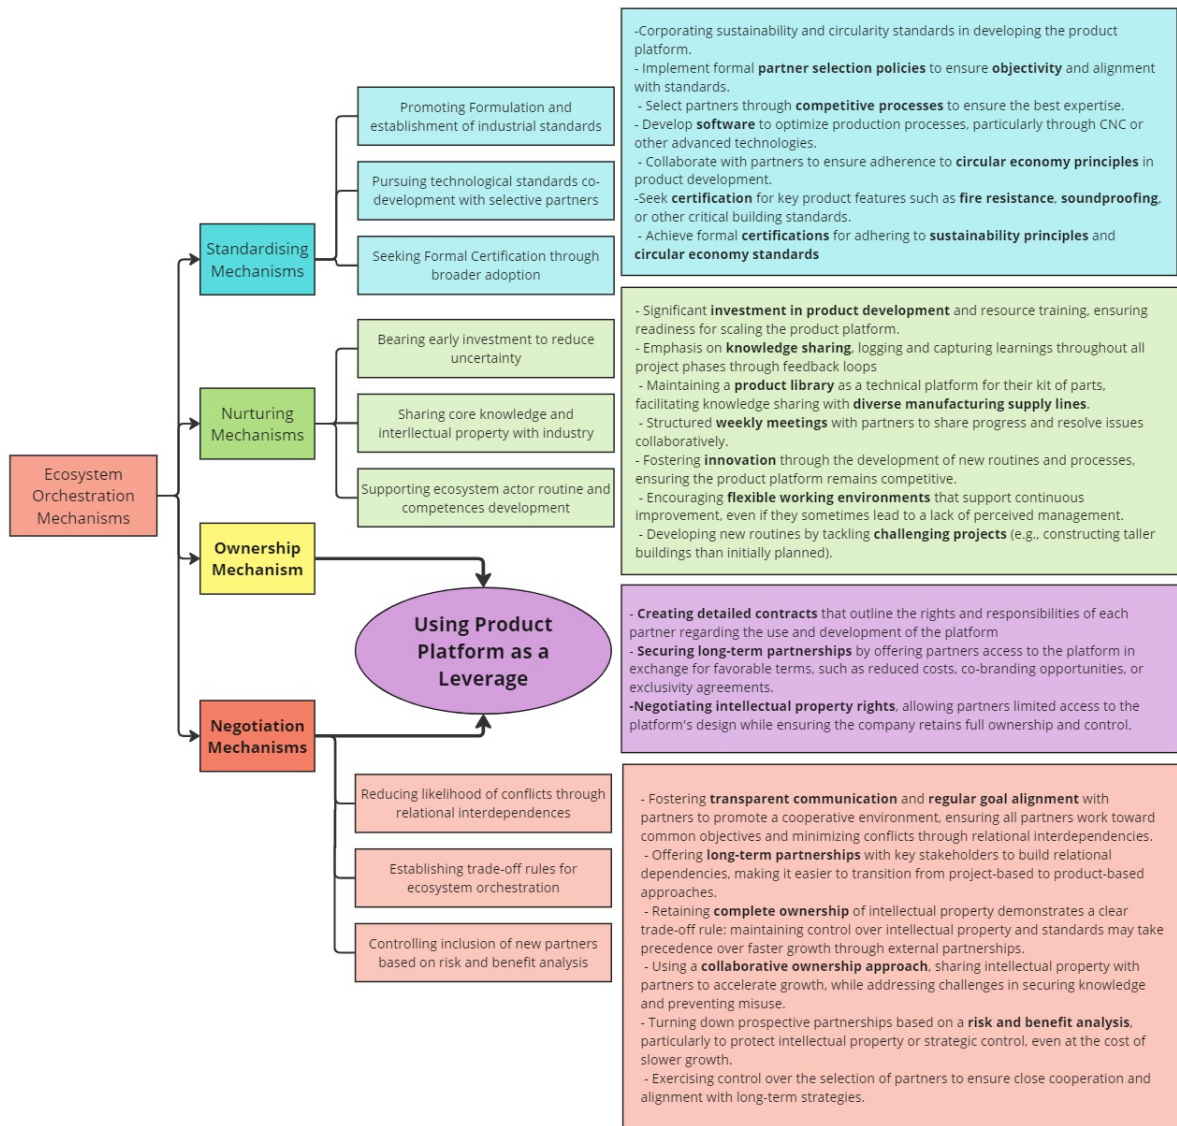 Ecosystem
Orchestration
Mechanisms
Standardising
Mechanisms
Promoting Formulation and
establishment of industrial standards
Pursuing technological standards co-
development with selective partners
Seeking Formal Certification through
broader adoption
-Corporating sustainability and circularity standards in developing the product
platform.
- Implement formal partner selection policies to ensure objectivity and alignment
with standards.
- Select partners through competitive processes to ensure the best expertise.
- Develop software to optimize production processes, particularly through CNC or
other advanced technologies.
- Collaborate with partners to ensure adherence to circular economy principles in
product development.
-Seek certification for key product features such as fire resistance, soundproofing,
or other critical building standards.
- Achieve formal certifications for adhering to sustainability principles and
circular economy standards
Nurturing
Mechanisms
Bearing early investment to reduce
uncertainty
Sharing core knowledge and
interllectual property with industry
Supporting ecosystem actor routine and
competences development
- Significant investment in product development and resource training, ensuring
readiness for scaling the product platform.
- Emphasis on knowledge sharing, logging and capturing learnings throughout all
project phases through feedback loops
- Maintaining a product library as a technical platform for their kit of parts,
facilitating knowledge sharing with diverse manufacturing supply lines.
- Structured weekly meetings with partners to share progress and resolve issues
collaboratively.
- Fostering innovation through the development of new routines and processes,
ensuring the product platform remains competitive.
- Encouraging flexible working environments that support continuous
improvement, even if they sometimes lead to a lack of perceived management.
- Developing new routines by tackling challenging projects (e.g., constructing taller
buildings than initially planned).
Ownership
Mechanism
Using Product
Platform as a
Leverage
- Creating detailed contracts that outline the rights and responsibilities of each
partner regarding the use and development of the platform
- Securing long-term partnerships by offering partners access to the platform in
exchange for favorable terms, such as reduced costs, co-branding opportunities, or
exclusivity agreements.
-Negotiating intellectual property rights, allowing partners limited access to the
platform's design while ensuring the company retains full ownership and control.
Negotiation
Mechanisms
Reducing likelihood of conflicts through
relational interdependences
Establishing trade-off rules for
ecosystem orchestration
Controlling inclusion of new partners
based on risk and benefit analysis
- Fostering transparent communication and regular goal alignment with
partners to promote a cooperative environment, ensuring all partners work toward
common objectives and minimizing conflicts through relational interdependencies.
- Offering long-term partnerships with key stakeholders to build relational
dependencies, making it easier to transition from project-based to product-based
approaches.
- Retaining complete ownership of intellectual property demonstrates a clear
trade-off rule: maintaining control over intellectual property and standards may take
precedence over faster growth through external partnerships.
- Using a collaborative ownership approach, sharing intellectual property with
partners to accelerate growth, while addressing challenges in securing knowledge
and preventing misuse.
- Turning down prospective partnerships based on a risk and benefit analysis,
particularly to protect intellectual property or strategic control, even at the cost of
slower growth.
- Exercising control over the selection of partners to ensure close cooperation and
alignment with long-term strategies.